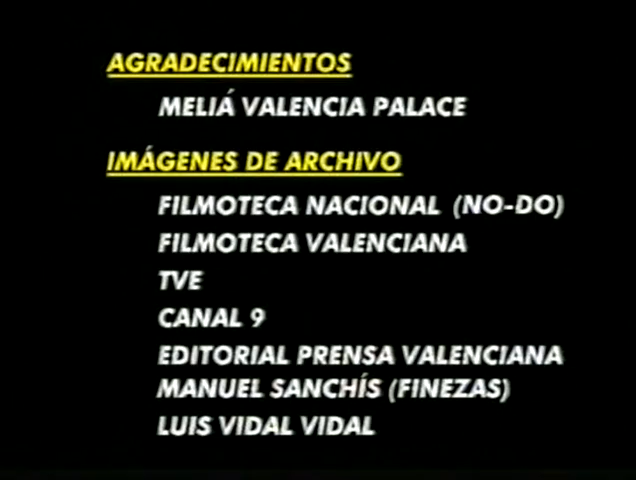 AGRADECIMIENTOS
MELIÁ VALENCIA PALACE
IMÁGENES DE ARCHIVO
FILMOTECA NACIONAL (NO-DO)
FILMOTECA VALENCIANA
TVE
CANAL 9
EDITORIAL PRENSA VALENCIANA
MANUEL SANCHÍS (FINEZAS)
LUIS VIDAL VIDAL